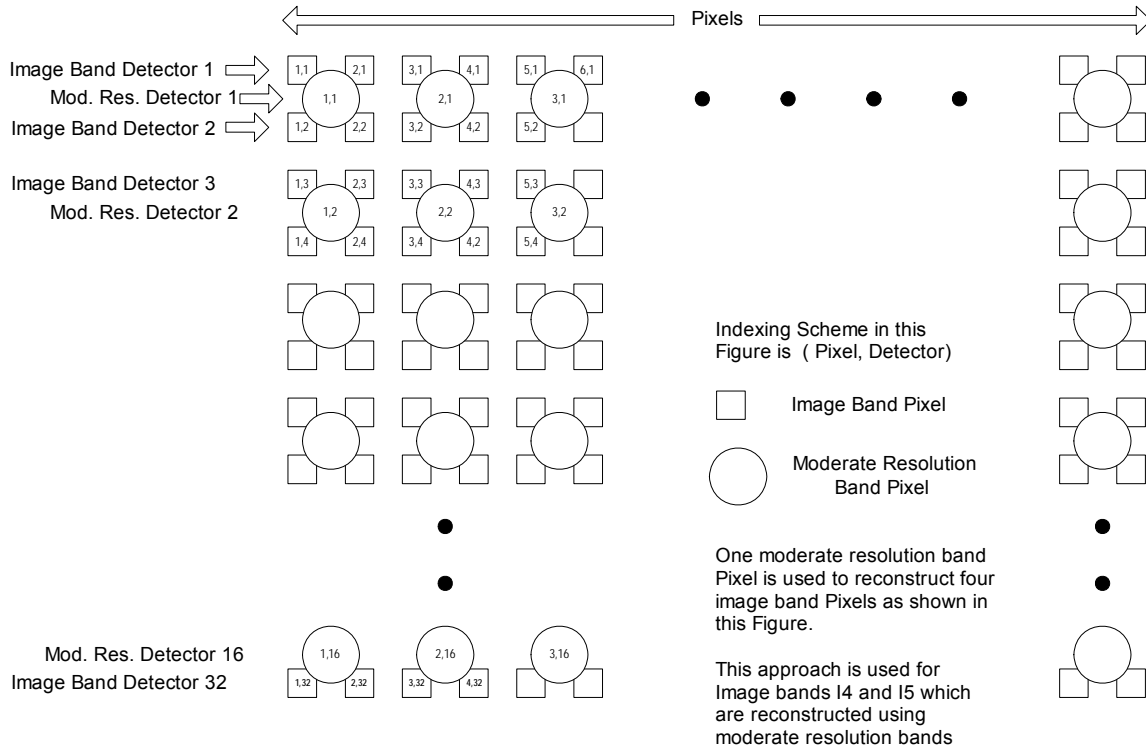 Pixels
Image Band Detector 1
1,1 2,1 3,1 4,1 5,1 6,1
Mod. Res. Detector 1
1,1 2,1 3,1
Image Band Detector 2
1,2 2,2 3,2 4,2 5,2
Image Band Detector 3
1,3 2,3 3,3 4,3 5,3
Mod. Res. Detector 2
1,2 2,2 3,2
1,4 2,4 3,4 4,2 5,4
Indexing Scheme in this
Figure is ( Pixel, Detector)
Image Band Pixel
Moderate Resolution
Band Pixel
One moderate resolution band
Pixel is used to reconstruct four
image band Pixels as shown in
this Figure.
Mod. Res. Detector 16
1,16 2,16 3,16
Image Band Detector 32
1,32 2,32 3,32 4,32
This approach is used for
Image bands I4 and I5 which
are reconstructed using
moderate resolution bands